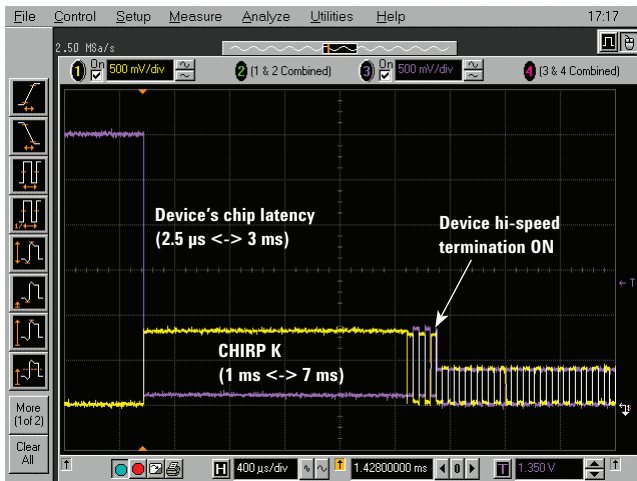 File Control Setup Measure Analyze Utilities Help 17:17
2.50 MSa/s
1 On 500 mV/div 2 (1 & 2 Combined) 3 On 500 mV/div 4 (3 & 4 Combined)
Device's chip latency
(2.5 µs <-> 3 ms)
Device hi-speed
termination ON
T
CHIRP K
(1 ms <-> 7 ms)
More
(1of 2)
Clear
All
H 400 µs/div 1.42800000 ms 0 T 1.350 V